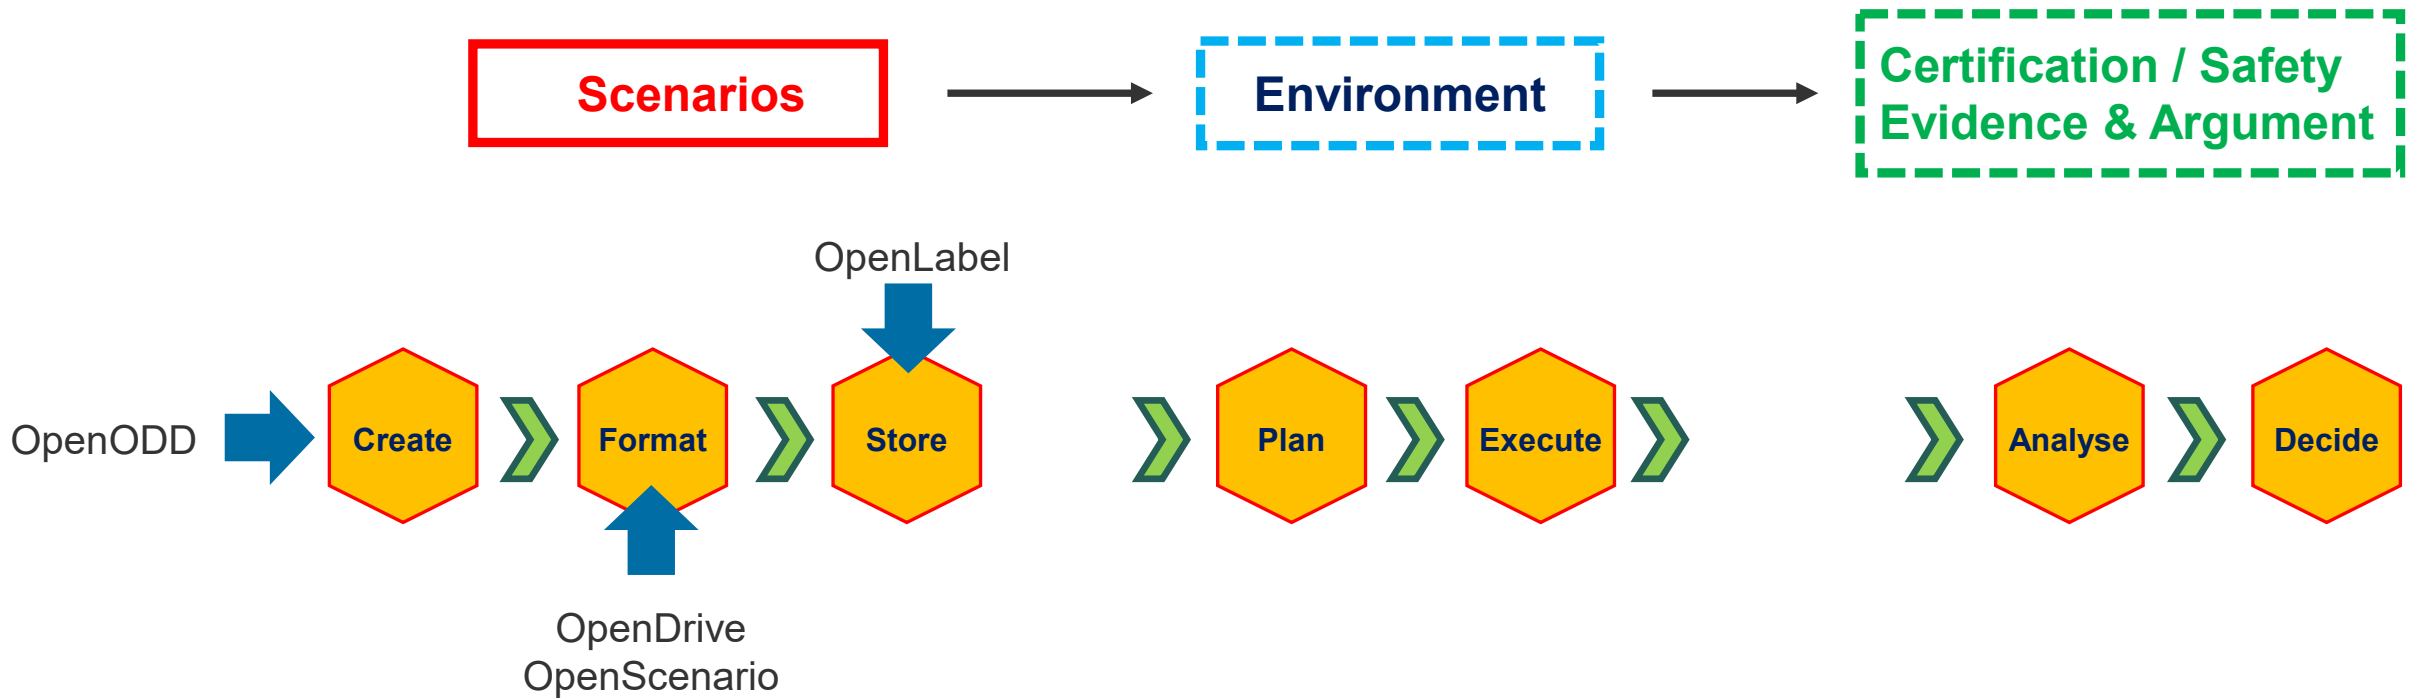 Scenarios
Environment
Certification / Safety
Evidence & Argument
OpenLabel
OpenODD
Create
Format
Store
Plan
Execute
Analyse
Decide
OpenDrive
OpenScenario